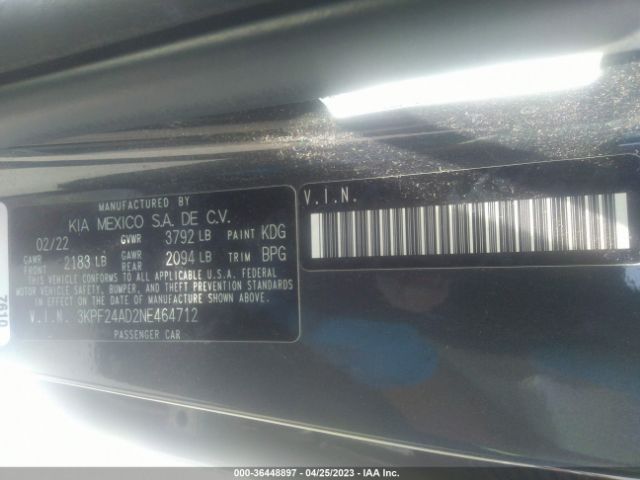 MANUFACTURED BY
KIA MEXICO S.A. DE C.V.
02/22 GVWR 3792 LB PAINT KDG
GAWR FRONT 2183 LB GAWR REAR 2094 LB TRIM BPG
THIS VEHICLE CONFORMS TO ALL APPLICABLE U.S.A. FEDERAL
MOTOR VEHICLE SAFETY, BUMPER, AND THEFT PREVENTION STANDARDS
IN EFFECT ON THE DATE OF MANUFACTURE SHOWN ABOVE.
V.I.N. 3KPF24AD2NE464712
PASSENGER CAR
V.I.N.
000-36448897 - 04/25/2023 - IAA Inc.